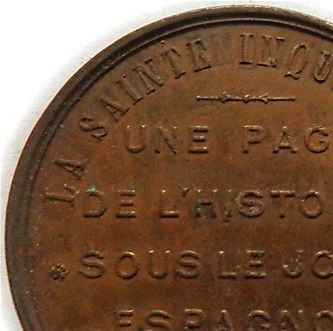 LA SAINTE INQU
UNE PAG
DE L'HISTO
* SOUS LE JO
ESPAGNO